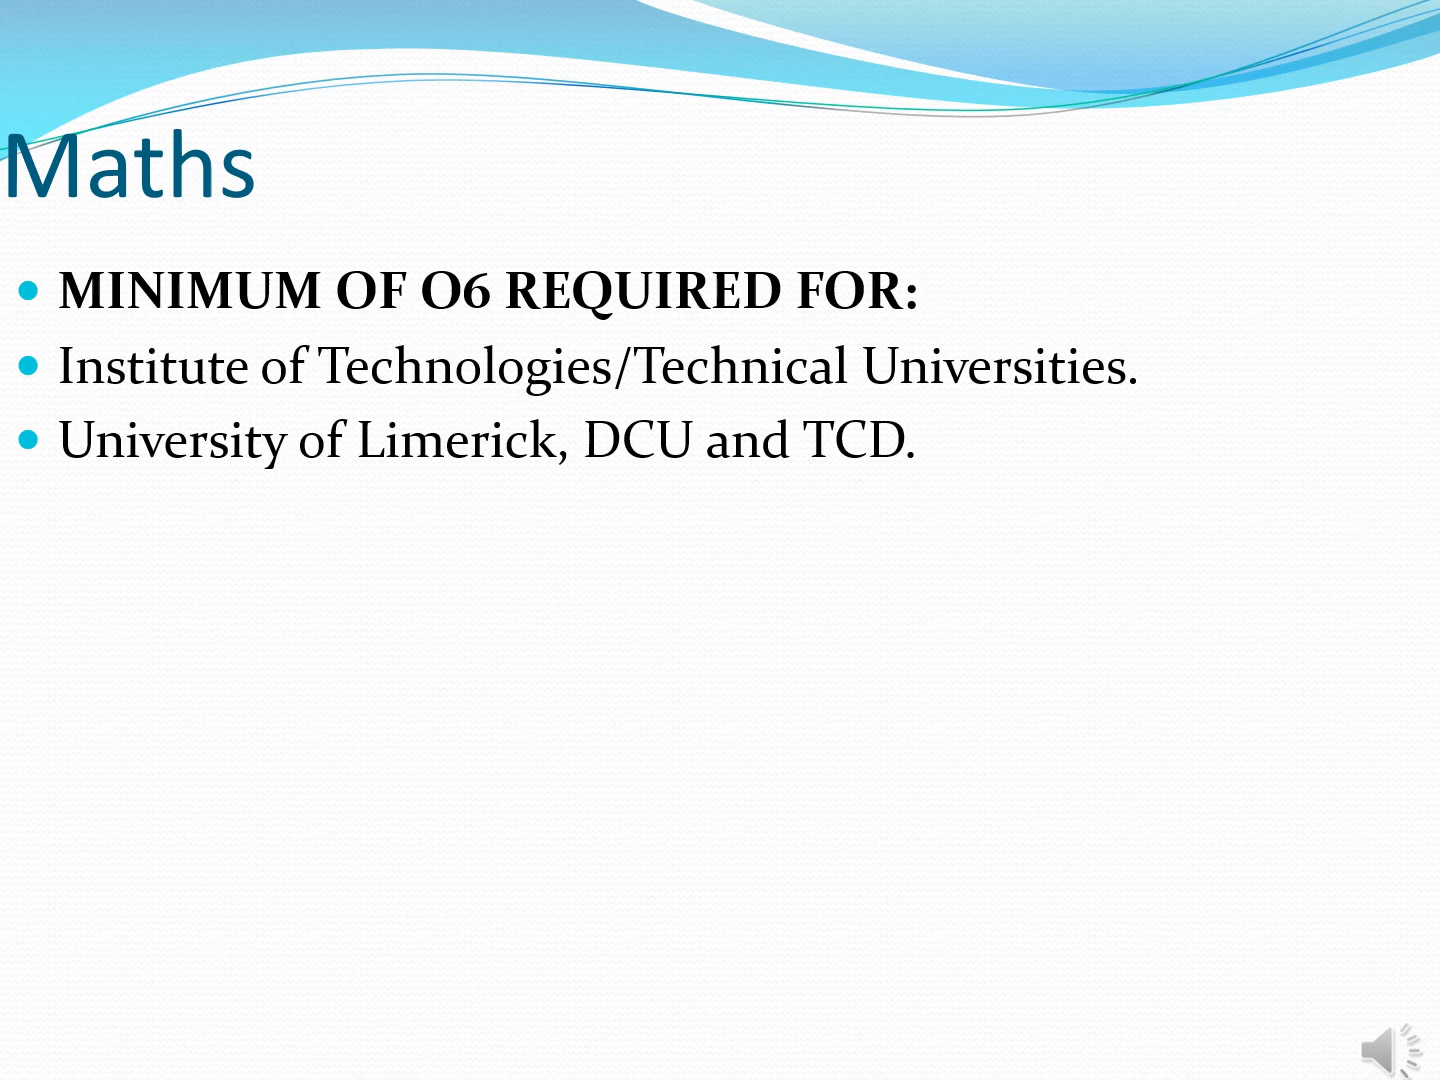 Maths
• MINIMUM OF O6 REQUIRED FOR:
• Institute of Technologies/Technical Universities.
• University of Limerick, DCU and TCD.